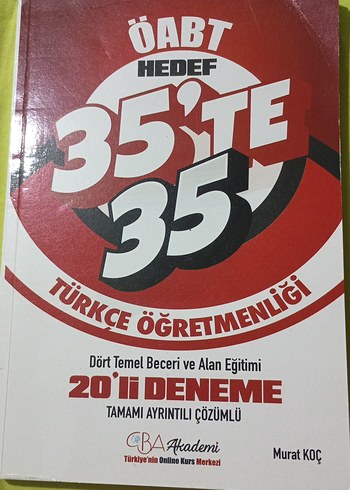 ÖABT
HEDEF
35'TE
35
TÜRKÇE ÖĞRETMENLİĞİ
Dört Temel Beceri ve Alan Eğitimi
20'li DENEME
TAMAMI AYRINTILI ÇÖZÜMLÜ
CBA Akademi
Türkiye'nin Online Kurs Merkezi
Murat KOÇ